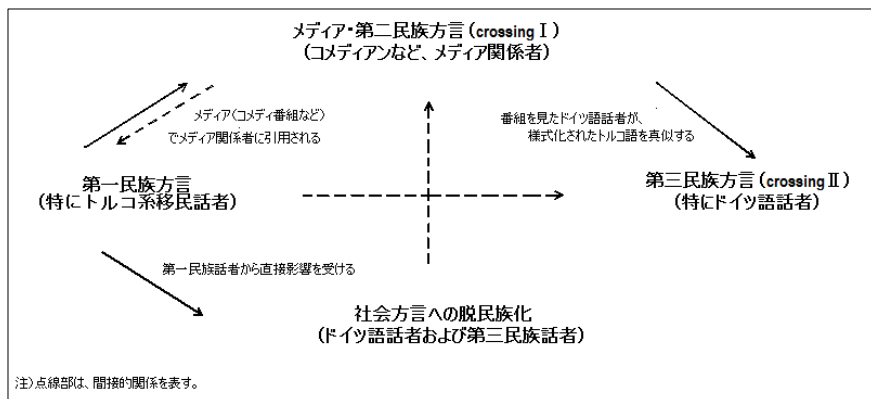 メディア・第二民族方言(crossingⅠ)
(コメディアンなど、メディア関係者)
メディア(コメディ番組など)
でメディア関係者に引用される
番組を見たドイツ語話者が、
様式化されたトルコ語を真似する
第一民族方言
(特にトルコ系移民話者)
第三民族方言(crossingⅡ)
(特にドイツ語話者)
第一民族話者から直接影響を受ける
社会方言への脱民族化
(ドイツ語話者および第三民族話者)
注)点線部は、間接的関係を表す。